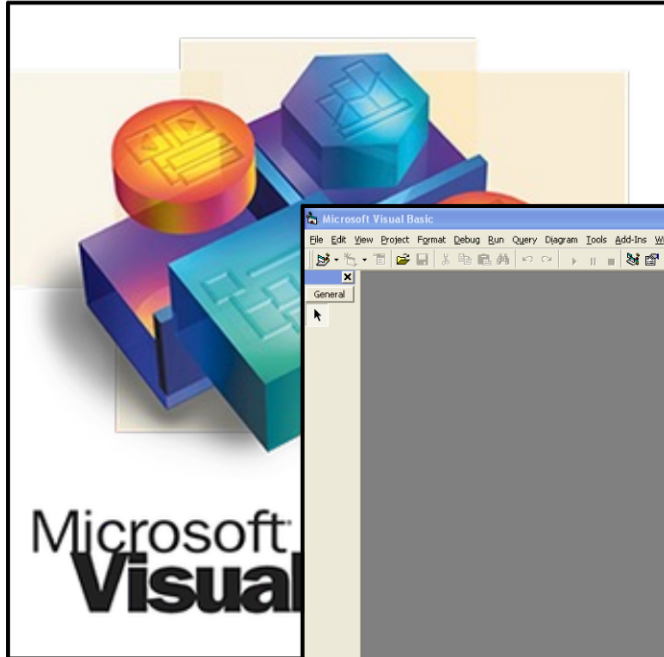 Microsoft Visual Basic
File Edit View Project Format Debug Run Query Diagram Tools Add-Ins
General
Microsoft
Visual